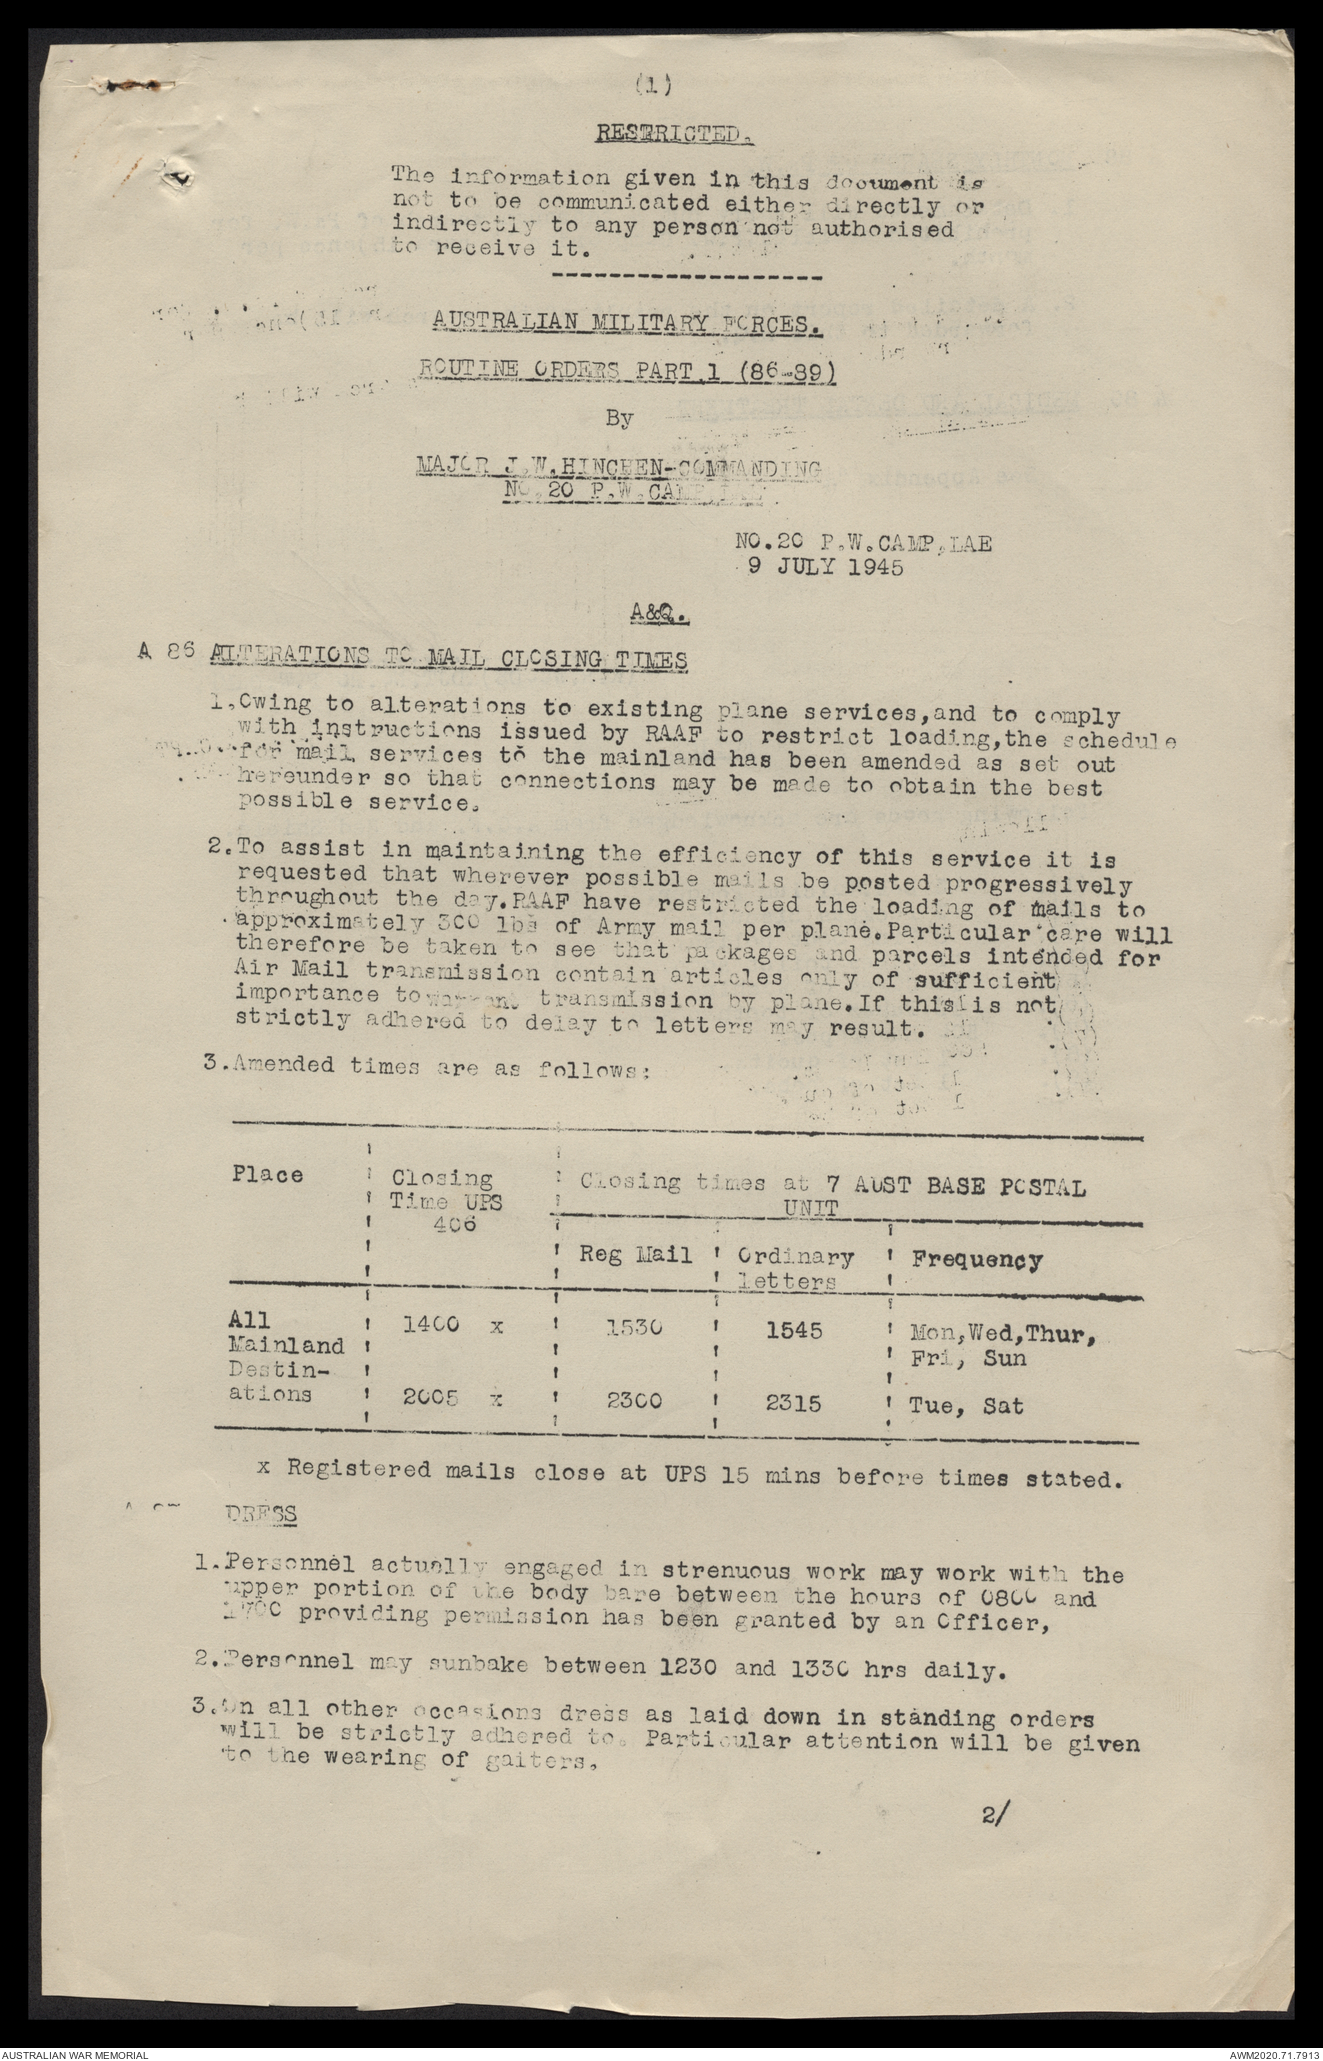 (1)
RESTRICTED.
The information given in this document is
not to be communicated either directly or
indirectly to any person not authorised
to receive it.
-------------------
AUSTRALIAN MILITARY FORCES.
ROUTINE ORDERS PART 1 (86-89)
By
MAJOR J.W.HINCHEN-COMMANDING
NO.20 P.W.CAMP,LAE
NO.20 P.W.CAMP,LAE
9 JULY 1945
A&Q.
A 86 ALTERATIONS TO MAIL CLOSING TIMES
1.Owing to alterations to existing plane services,and to comply
with instructions issued by RAAF to restrict loading,the schedule
for mail services to the mainland has been amended as set out
hereunder so that connections may be made to obtain the best
possible service.
2.To assist in maintaining the efficiency of this service it is
requested that wherever possible mails be posted progressively
throughout the day.RAAF have restricted the loading of mails to
approximately 300 lbs of Army mail per plane.Particular care will
therefore be taken to see that packages and parcels intended for
Air Mail transmission contain articles only of sufficient
importance to warrant transmission by plane.If this is not
strictly adhered to delay to letters may result.
3.Amended times are as follows:
Place Closing Closing times at 7 AUST BASE POSTAL
Time UPS UNIT
406
Reg Mail Ordinary Frequency
letters
All 1400 x 1530 1545 Mon,Wed,Thur,
Mainland Fri, Sun
Destin-
ations 2005 x 2300 2315 Tue, Sat
x Registered mails close at UPS 15 mins before times stated.
DRESS
1.Personnel actually engaged in strenuous work may work with the
upper portion of the body bare between the hours of 0800 and
1700 providing permission has been granted by an Officer,
2.Personnel may sunbake between 1230 and 1330 hrs daily.
3.On all other occasions dress as laid down in standing orders
will be strictly adhered to. Particular attention will be given
to the wearing of gaiters.
2/
AUSTRALIAN WAR MEMORIAL
AWM2020.71.7913